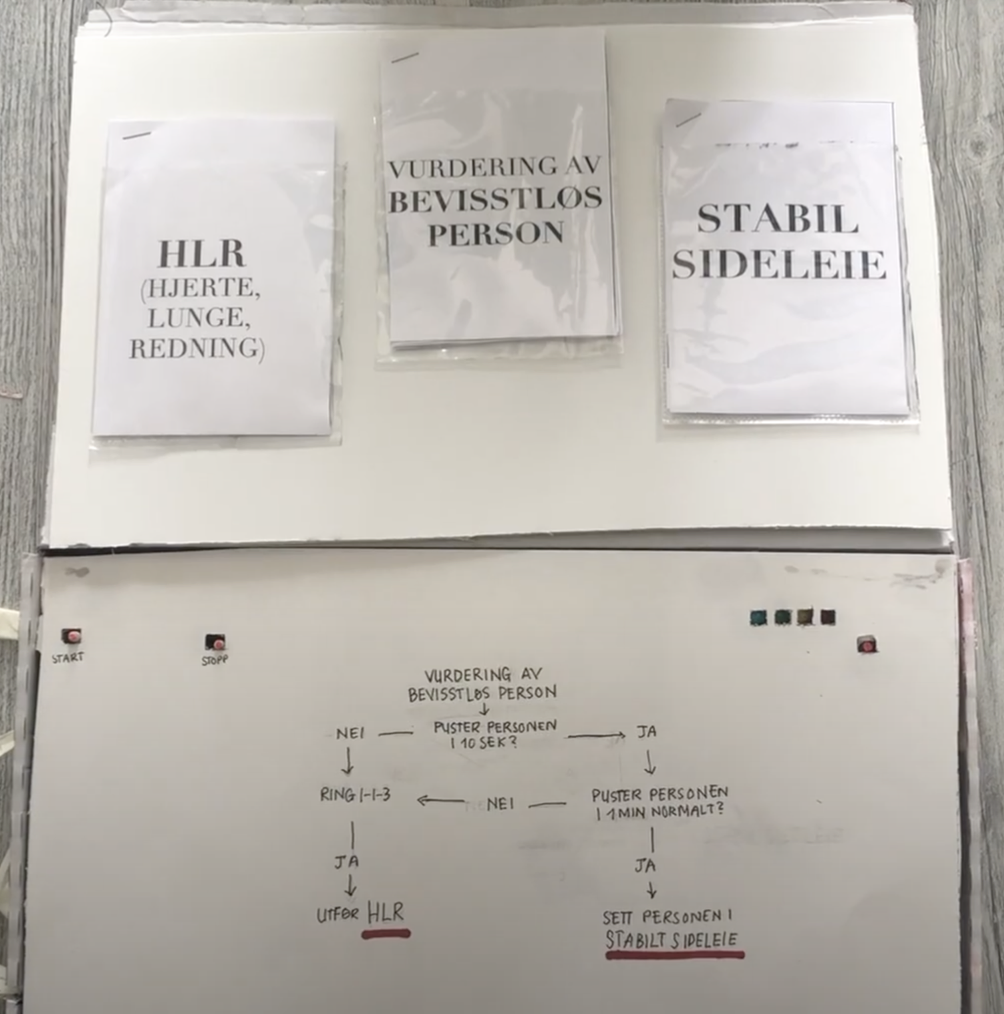 HLR
(HJERTE,
LUNGE,
REDNING)
VURDERING AV
BEVISSTLØS
PERSON
STABIL
SIDELEIE
START
STOPP
VURDERING AV
BEVISSTLØS PERSON
PUSTER PERSONEN
I 10 SEK?
NEI
JA
RING 1-1-3
NEI
PUSTER PERSONEN
I 1 MIN NORMALT?
JA
JA
UTFØR HLR
SETT PERSONEN I
STABILT SIDELEIE